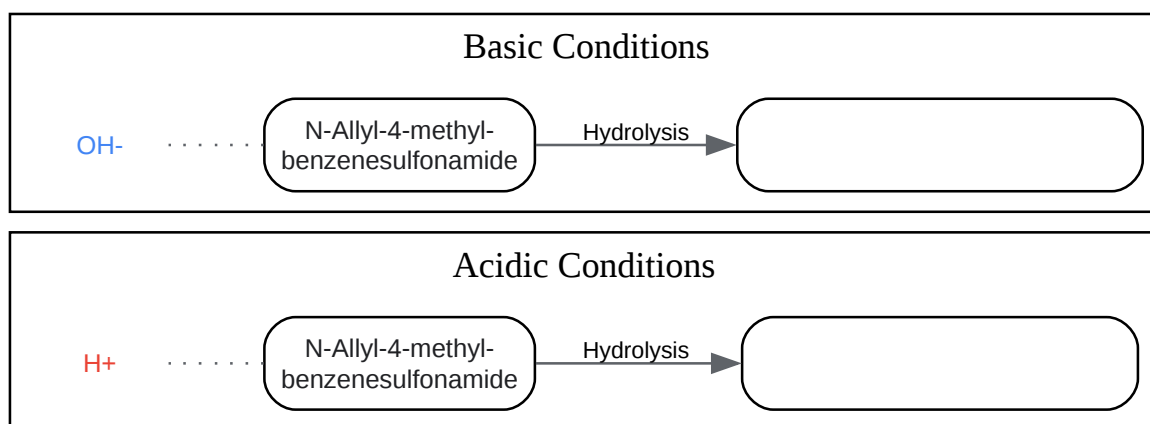 Basic Conditions
OH-
N-Allyl-4-methyl-
benzenesulfonamide
Hydrolysis
Acidic Conditions
H+
N-Allyl-4-methyl-
benzenesulfonamide
Hydrolysis